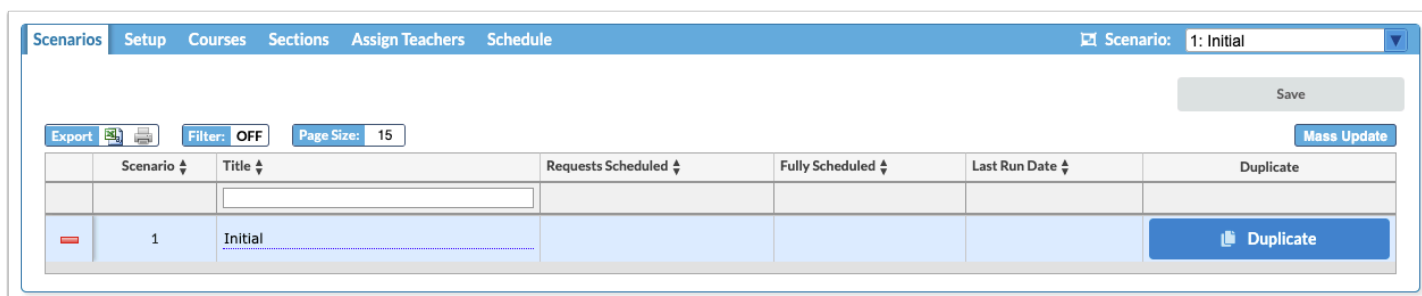 Scenarios Setup Courses Sections Assign Teachers Schedule Scenario: 1: Initial
Save
Export Filter: OFF Page Size: 15 Mass Update
Scenario Title Requests Scheduled Fully Scheduled Last Run Date Duplicate
1 Initial Duplicate